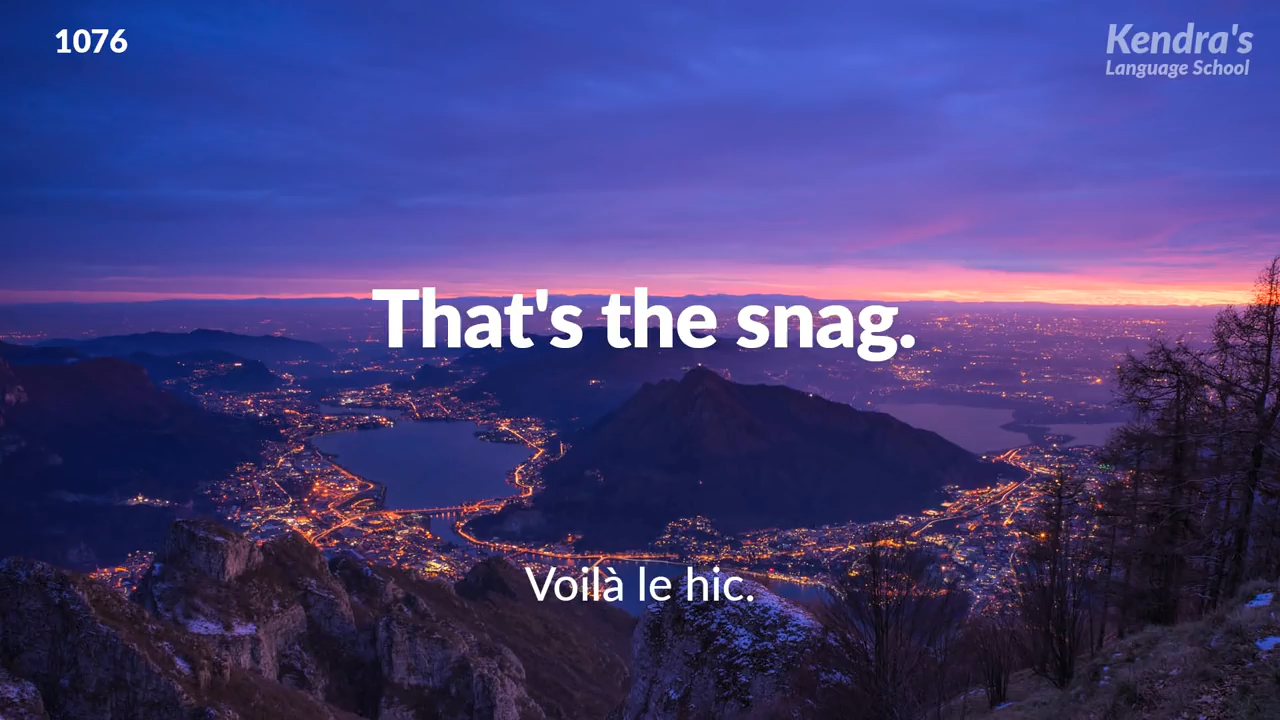 1076
Kendra's
Language School
That's the snag.
Voilà le hic.